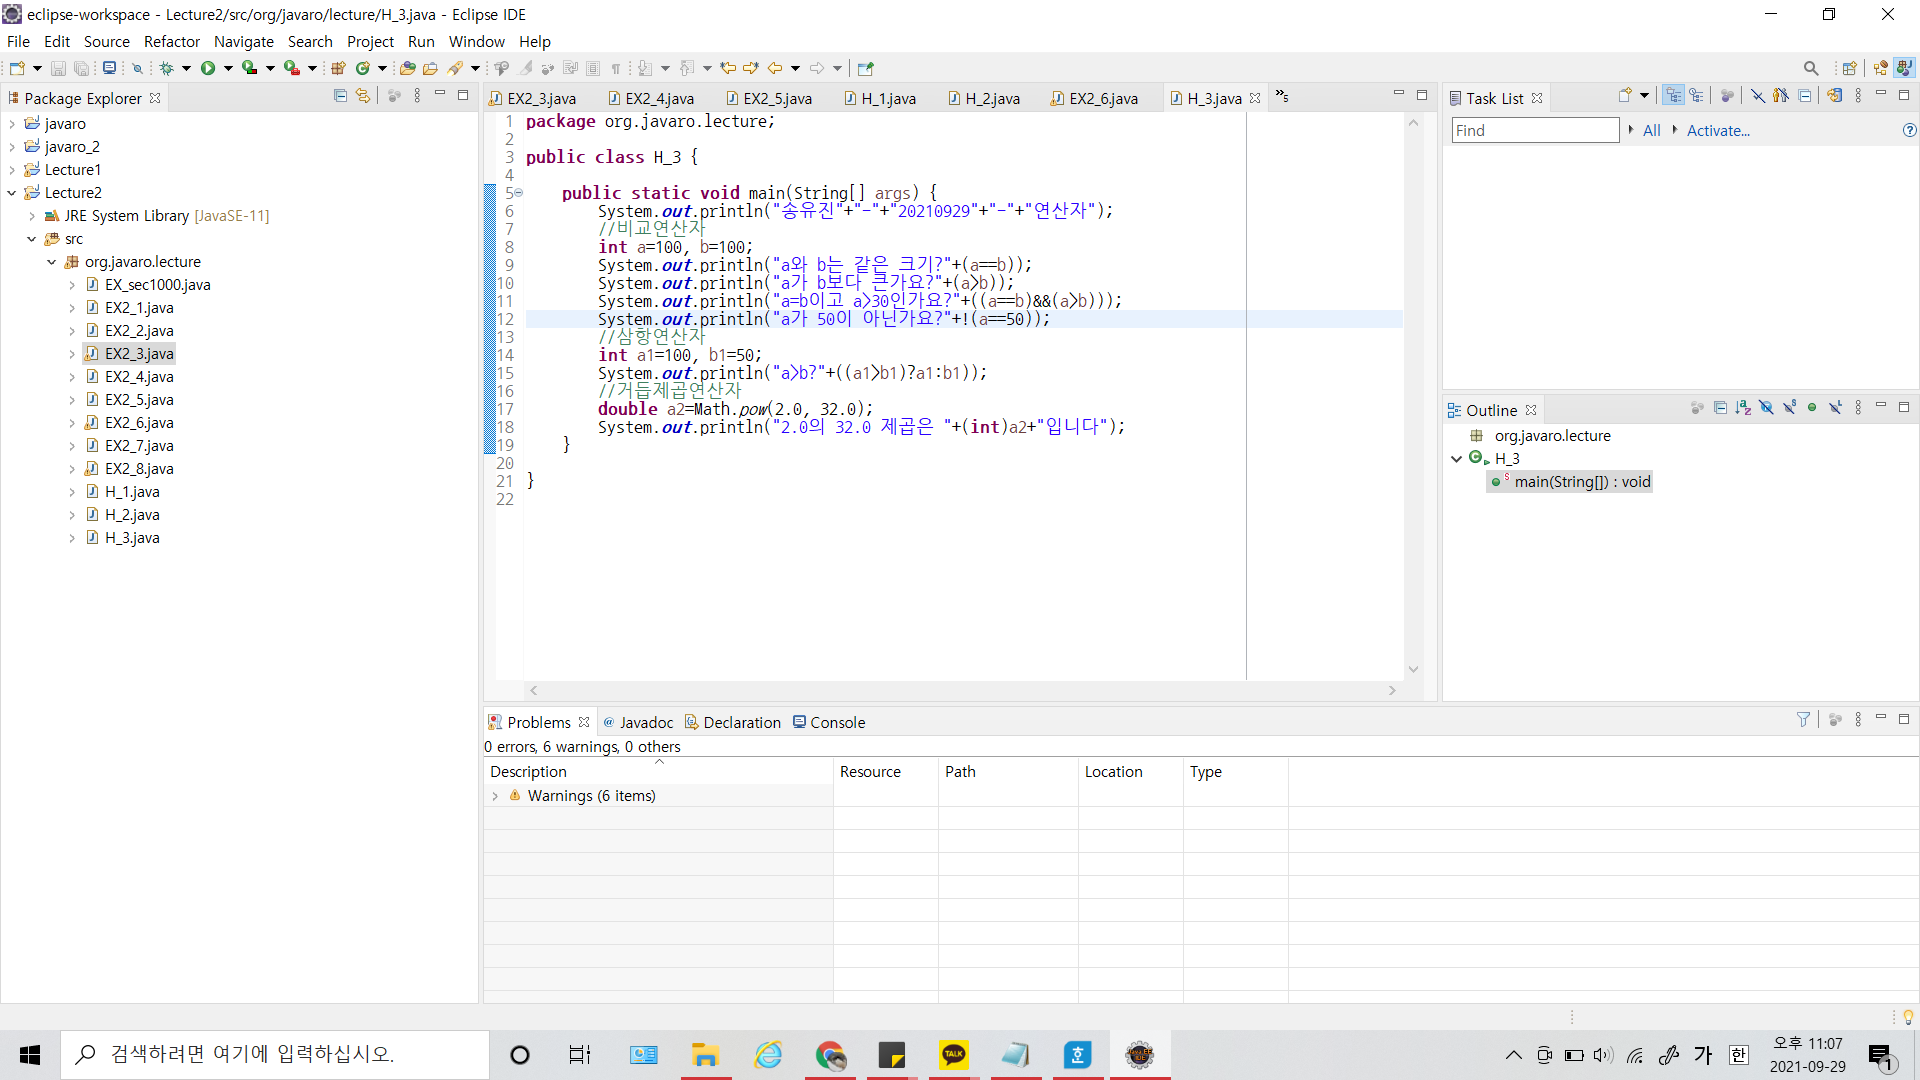 eclipse-workspace - Lecture2/src/org/javaro/lecture/H_3.java - Eclipse IDE
File Edit Source Refactor Navigate Search Project Run Window Help
Package Explorer
javaro
javaro_2
Lecture1
Lecture2
JRE System Library [JavaSE-11]
src
org.javaro.lecture
EX_sec1000.java
EX2_1.java
EX2_2.java
EX2_3.java
EX2_4.java
EX2_5.java
EX2_6.java
EX2_7.java
EX2_8.java
H_1.java
H_2.java
H_3.java
EX2_3.java EX2_4.java EX2_5.java H_1.java H_2.java EX2_6.java H_3.java »5
1 package org.javaro.lecture;
2
3 public class H_3 {
4
5 public static void main(String[] args) {
6 System.out.println("송유진"+"-"+"20210929"+"-"+"연산자");
7 //비교연산자
8 int a=100, b=100;
9 System.out.println("a와 b는 같은 크기?"+(a==b));
10 System.out.println("a가 b보다 큰가요?"+(a>b));
11 System.out.println("a=b이고 a>30인가요?"+((a==b)&&(a>b)));
12 System.out.println("a가 50이 아닌가요?"+!(a==50));
13 //삼항연산자
14 int a1=100, b1=50;
15 System.out.println("a>b?"+((a1>b1)?a1:b1));
16 //거듭제곱연산자
17 double a2=Math.pow(2.0, 32.0);
18 System.out.println("2.0의 32.0 제곱은 "+(int)a2+"입니다");
19 }
20
21 }
22
Task List
Find All Activate...
Outline
org.javaro.lecture
H_3
main(String[]) : void
Problems Javadoc Declaration Console
0 errors, 6 warnings, 0 others
Description Resource Path Location Type
Warnings (6 items)
검색하려면 여기에 입력하십시오.
TALK
가 한
오후 11:07
2021-09-29
1